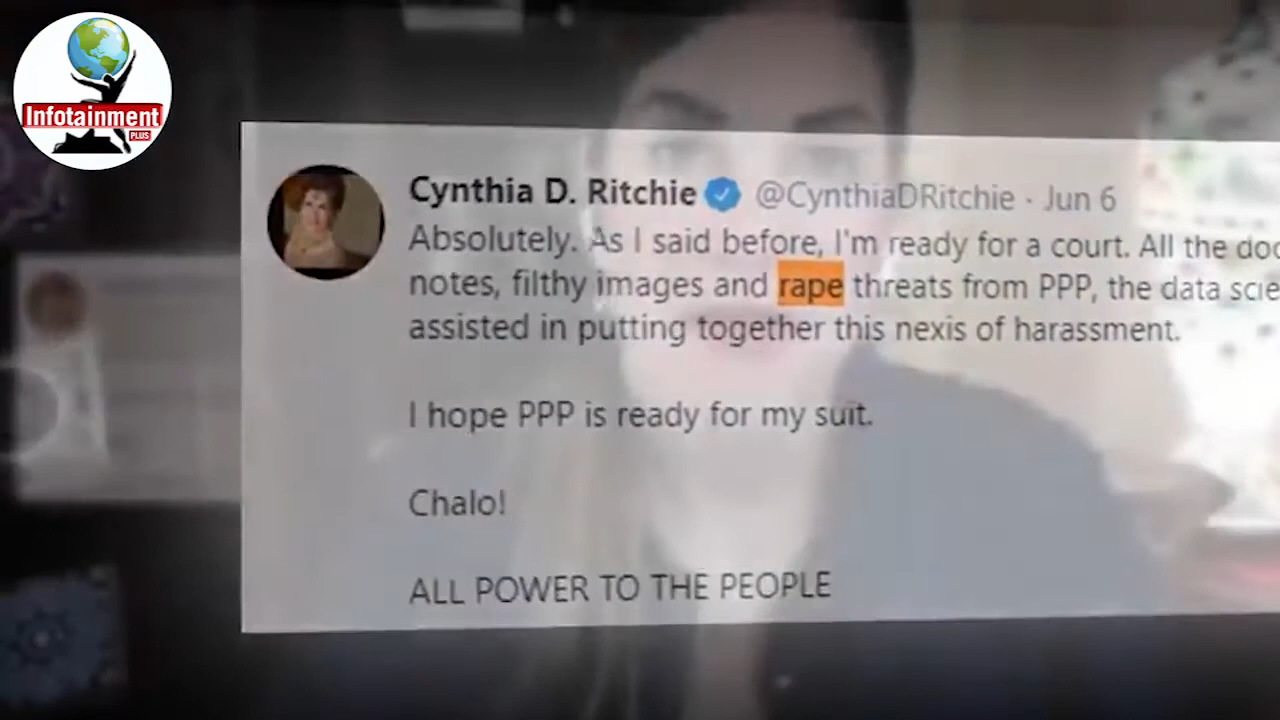 Infotainment
PLUS
Cynthia D. Ritchie @CynthiaDRitchie · Jun 6
Absolutely. As I said before, I'm ready for a court. All the
notes, filthy images and rape threats from PPP, the data
assisted in putting together this nexis of harassment.
I hope PPP is ready for my suit.
Chalo!
ALL POWER TO THE PEOPLE